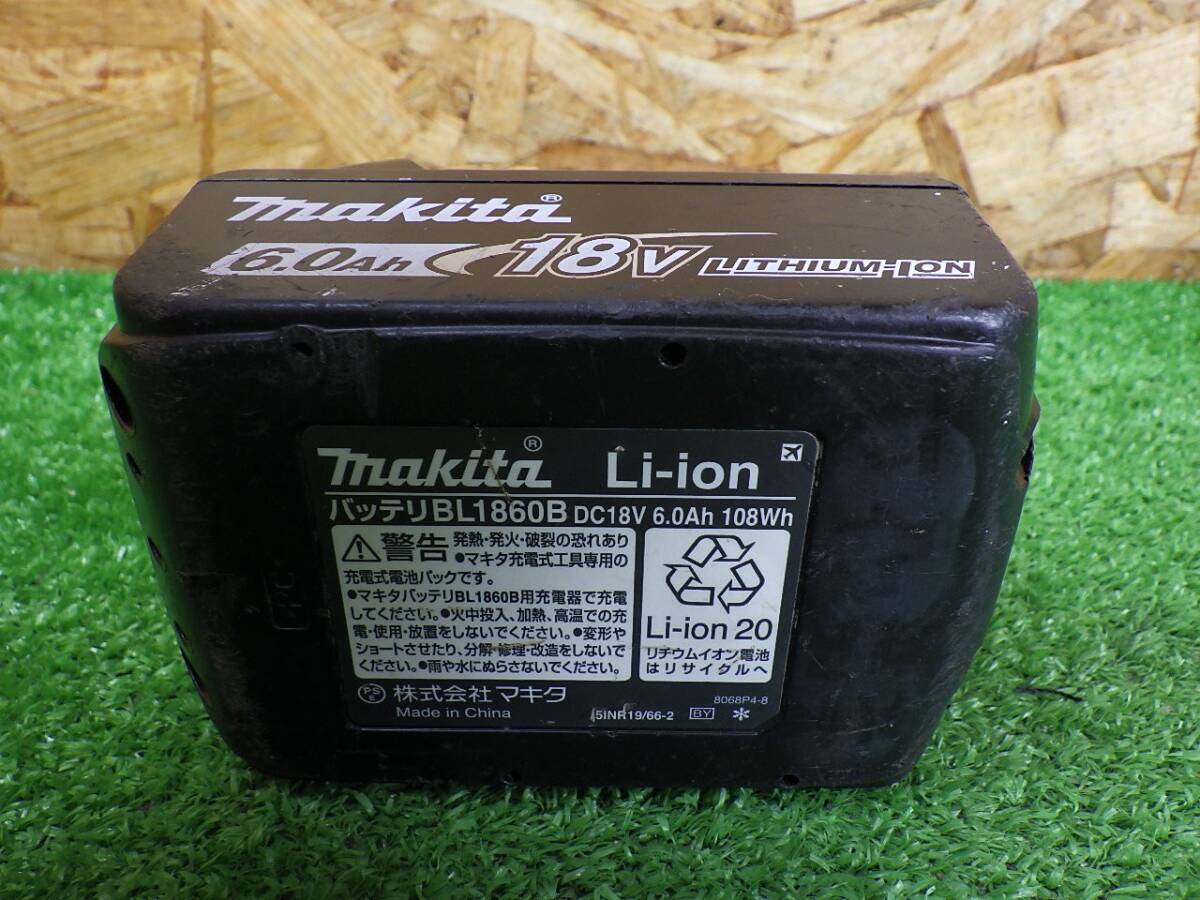 makita®
6.0Ah 18V LITHIUM-ION
makita® Li-ion
バッテリBL1860B DC18V 6.0Ah 108Wh
警告 発熱・発火・破裂の恐れあり
●マキタ充電式工具専用の
充電式電池パックです。
●マキタバッテリBL1860B用充電器で充電
してください。●火中投入、加熱、高温での充
電・使用・放置をしないでください。●変形や
ショートさせたり、分解・修理・改造をしないで
ください。●雨や水にぬらさないでください。
Li-ion 20
リチウムイオン電池
はリサイクルへ
PSE 株式会社マキタ
8068P4-8
Made in China
5INR19/66-2 BY